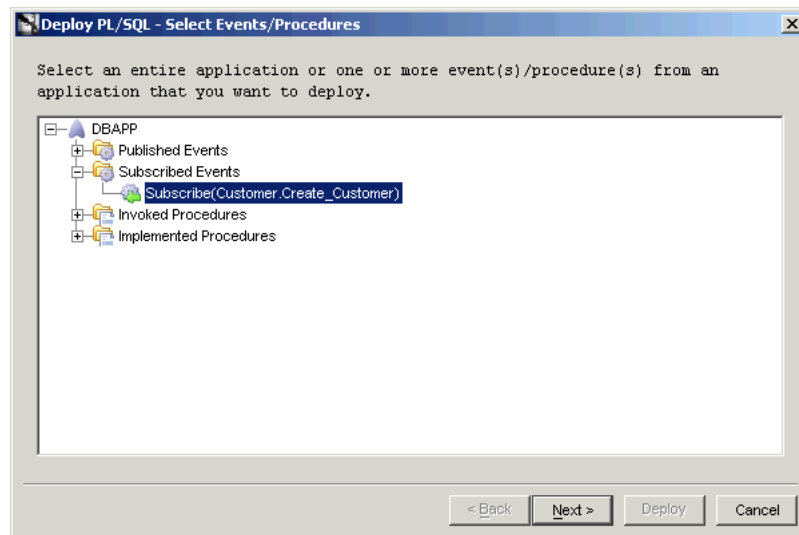 Deploy PL/SQL - Select Events/Procedures
Select an entire application or one or more event(s)/procedure(s) from an
application that you want to deploy.
DBAPP
Published Events
Subscribed Events
Subscribe(Customer.Create_Customer)
Invoked Procedures
Implemented Procedures
< Back Next > Deploy Cancel